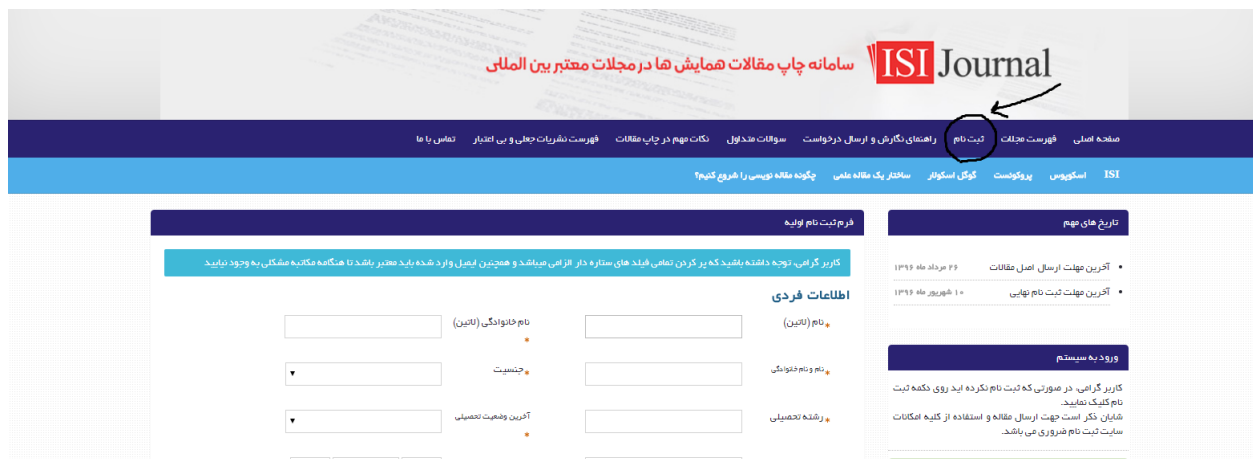 ISI Journal
سامانه چاپ مقالات همایش ها در مجلات معتبر بین المللی
صفحه اصلی فهرست مجلات ثبت نام راهنمای نگارش و ارسال درخواست سوالات متداول نکات مهم در چاپ مقالات فهرست نشریات جعلی و بی اعتبار تماس با ما
ISI اسکوپوس پروکوئست گوگل اسکولار ساختار یک مقاله علمی چگونه مقاله نویسی را شروع کنیم؟
تاریخ های مهم
آخرین مهلت ارسال اصل مقالات ۲۶ مرداد ماه ۱۳۹۶
آخرین مهلت ثبت نام نهایی ۱۰ شهریور ماه ۱۳۹۶
ورود به سیستم
کاربر گرامی، در صورتی که ثبت نام نکرده اید روی دکمه ثبت
نام کلیک نمایید.
شایان ذکر است جهت ارسال مقاله و استفاده از کلیه امکانات
سایت ثبت نام ضروری می باشد.
فرم ثبت نام اولیه
کاربر گرامی، توجه داشته باشید که پر کردن تمامی فیلد های ستاره دار الزامی میباشد و همچنین ایمیل وارد شده باید معتبر باشد تا هنگامه مکاتبه مشکلی به وجود نیایید
اطلاعات فردی
* نام (لاتین)
نام خانوادگی (لاتین) *
* نام و نام خانوادگی
* جنسیت
* رشته تحصیلی
آخرین وضعیت تحصیلی *